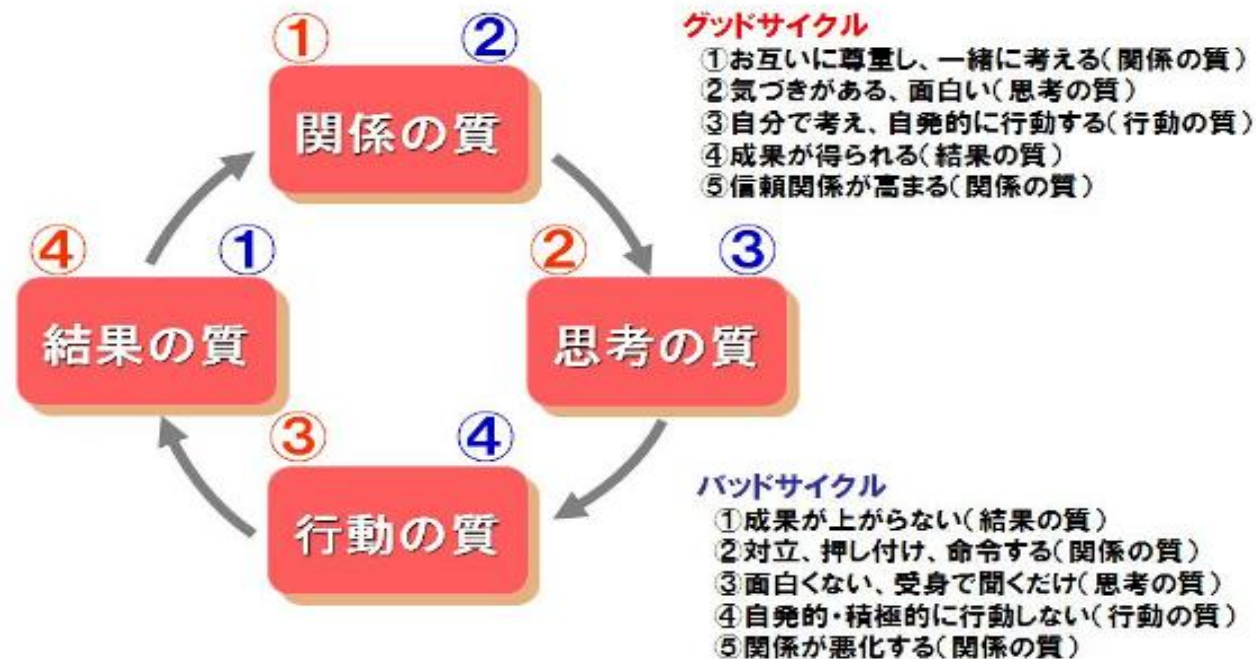 ① ②
関係の質
④ ①
結果の質
② ③
思考の質
③ ④
行動の質
グッドサイクル
①お互いに尊重し、一緒に考える(関係の質)
②気づきがある、面白い(思考の質)
③自分で考え、自発的に行動する(行動の質)
④成果が得られる(結果の質)
⑤信頼関係が高まる(関係の質)
バッドサイクル
①成果が上がらない(結果の質)
②対立、押し付け、命令する(関係の質)
③面白くない、受身で聞くだけ(思考の質)
④自発的・積極的に行動しない(行動の質)
⑤関係が悪化する(関係の質)